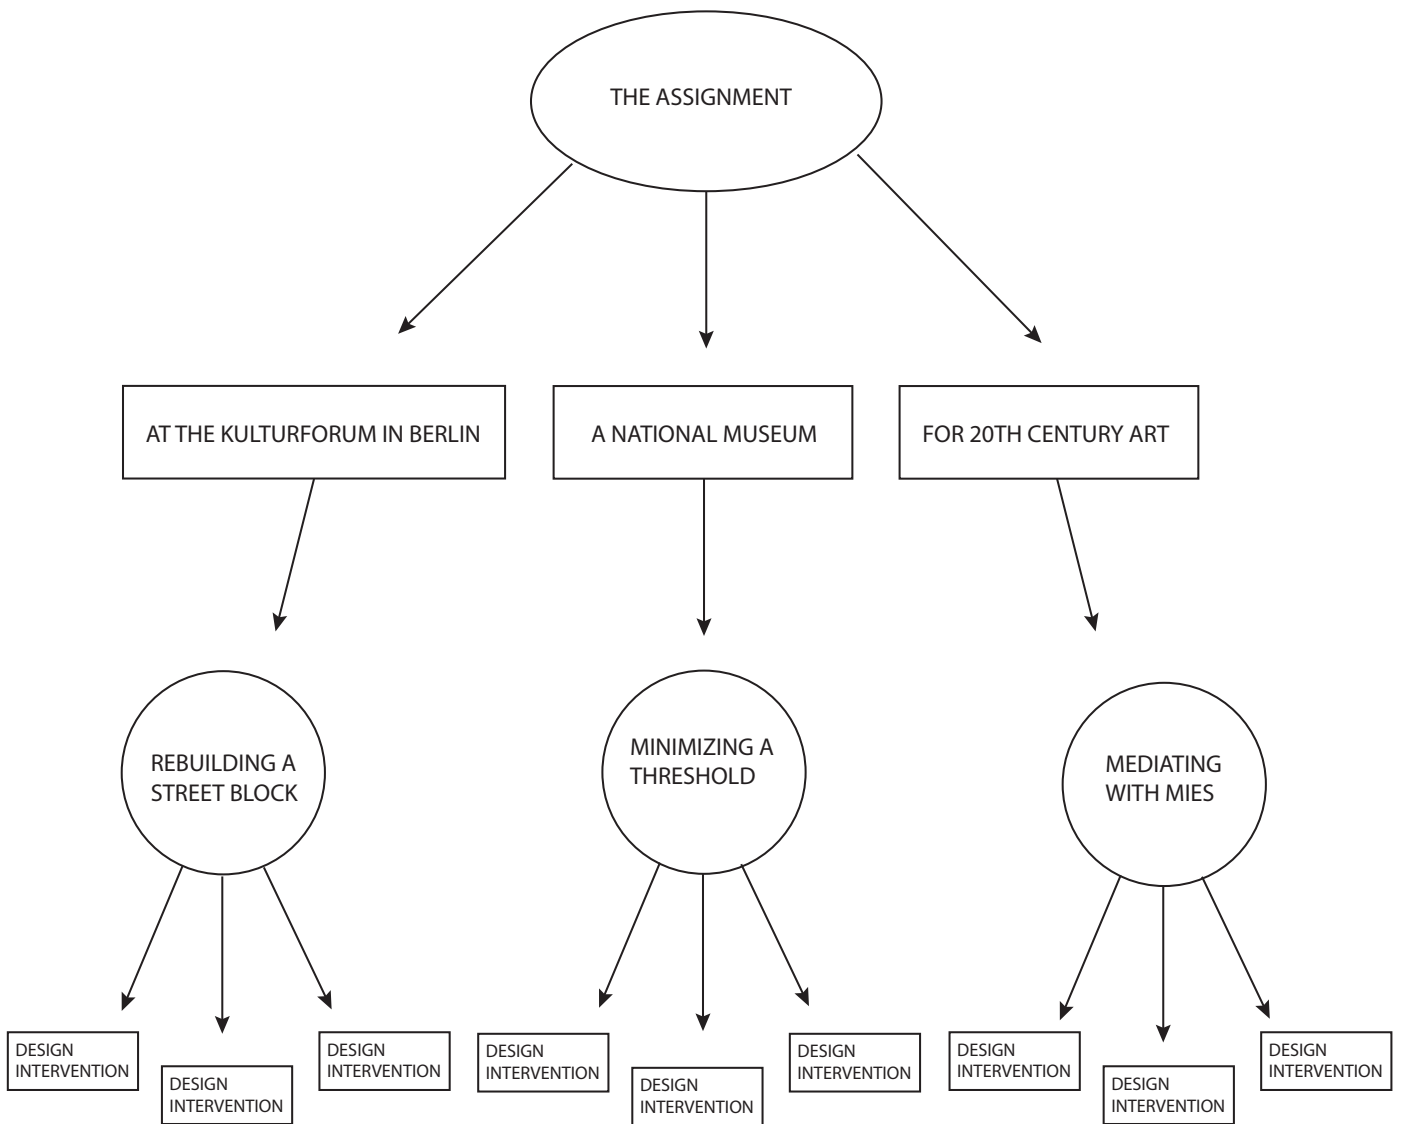 THE ASSIGNMENT
AT THE KULTURFORUM IN BERLIN
A NATIONAL MUSEUM
FOR 20TH CENTURY ART
REBUILDING A
STREET BLOCK
MINIMIZING A
THRESHOLD
MEDIATING
WITH MIES
DESIGN
INTERVENTION
DESIGN
INTERVENTION
DESIGN
INTERVENTION
DESIGN
INTERVENTION
DESIGN
INTERVENTION
DESIGN
INTERVENTION
DESIGN
INTERVENTION
DESIGN
INTERVENTION
DESIGN
INTERVENTION